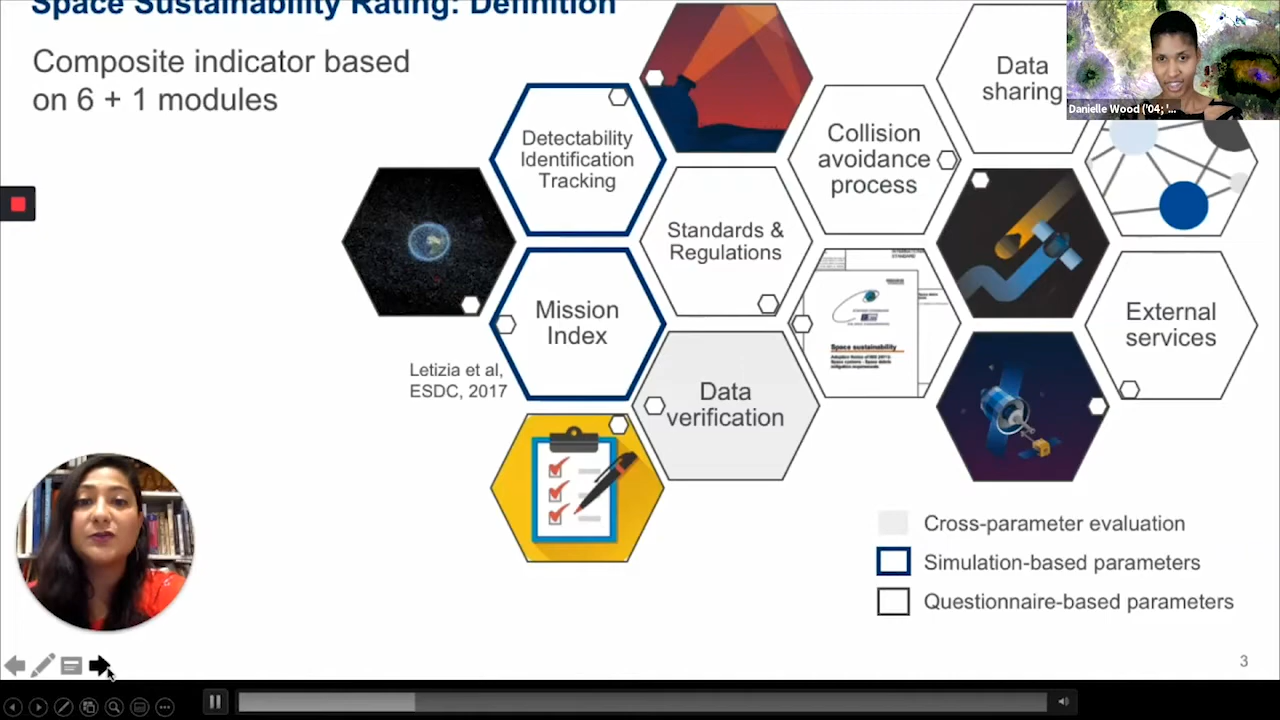 Space Sustainability Rating: Definition
Composite indicator based
on 6 + 1 modules
Detectability
Identification
Tracking
Collision
avoidance
process
Data
sharing
Danielle Wood ('04; '...
Standards &
Regulations
Mission
Index
Letizia et al,
ESDC, 2017
Space sustainability
External
services
Data
verification
Cross-parameter evaluation
Simulation-based parameters
Questionnaire-based parameters
3